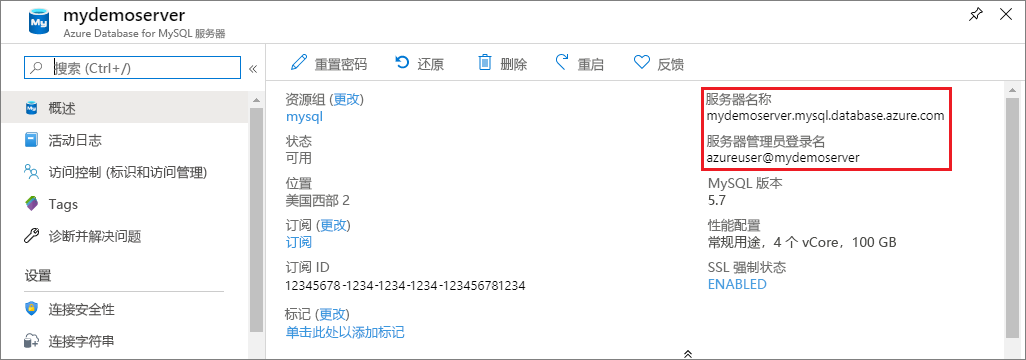 mydemoserver
Azure Database for MySQL 服务器
搜索 (Ctrl+/)
«
概述
活动日志
访问控制 (标识和访问管理)
Tags
诊断并解决问题
设置
连接安全性
连接字符串
重置密码
还原
删除
重启
反馈
资源组 (更改)
mysql
状态
可用
位置
美国西部 2
订阅 (更改)
订阅
订阅 ID
12345678-1234-1234-1234-123456781234
标记 (更改)
单击此处以添加标记
服务器名称
mydemoserver.mysql.database.azure.com
服务器管理员登录名
azureuser@mydemoserver
MySQL 版本
5.7
性能配置
常规用途，4 个 vCore，100 GB
SSL 强制状态
ENABLED